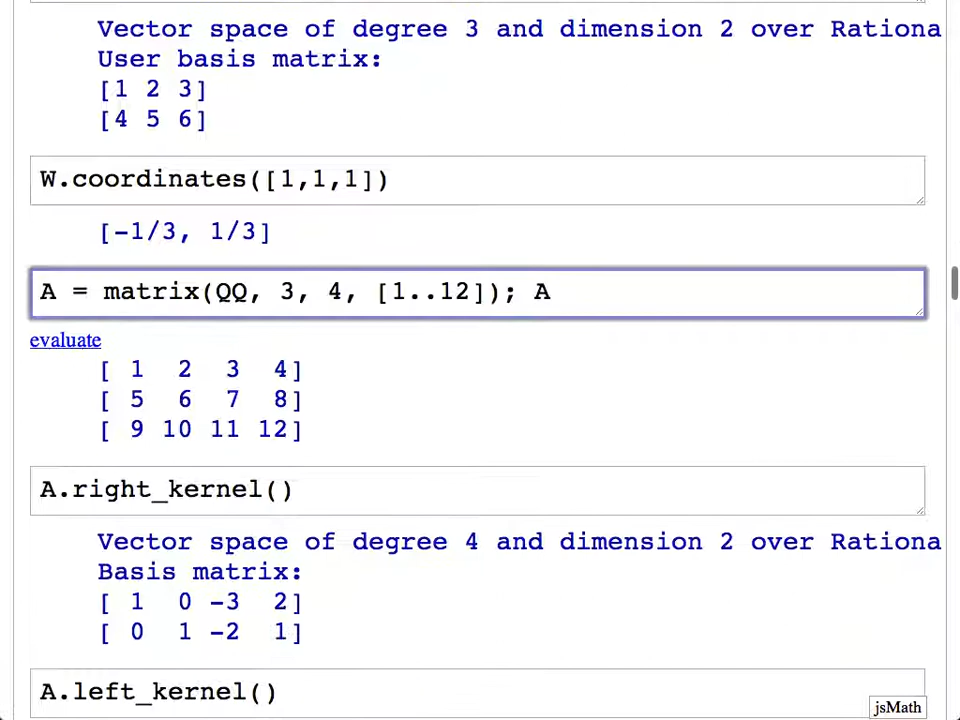 Vector space of degree 3 and dimension 2 over Rationa
User basis matrix:
[1 2 3]
[4 5 6]
W.coordinates([1,1,1])
[-1/3, 1/3]
A = matrix(QQ, 3, 4, [1..12]); A
evaluate
[ 1 2 3 4]
[ 5 6 7 8]
[ 9 10 11 12]
A.right_kernel()
Vector space of degree 4 and dimension 2 over Rationa
Basis matrix:
[ 1 0 -3 2]
[ 0 1 -2 1]
A.left_kernel()
jsMath